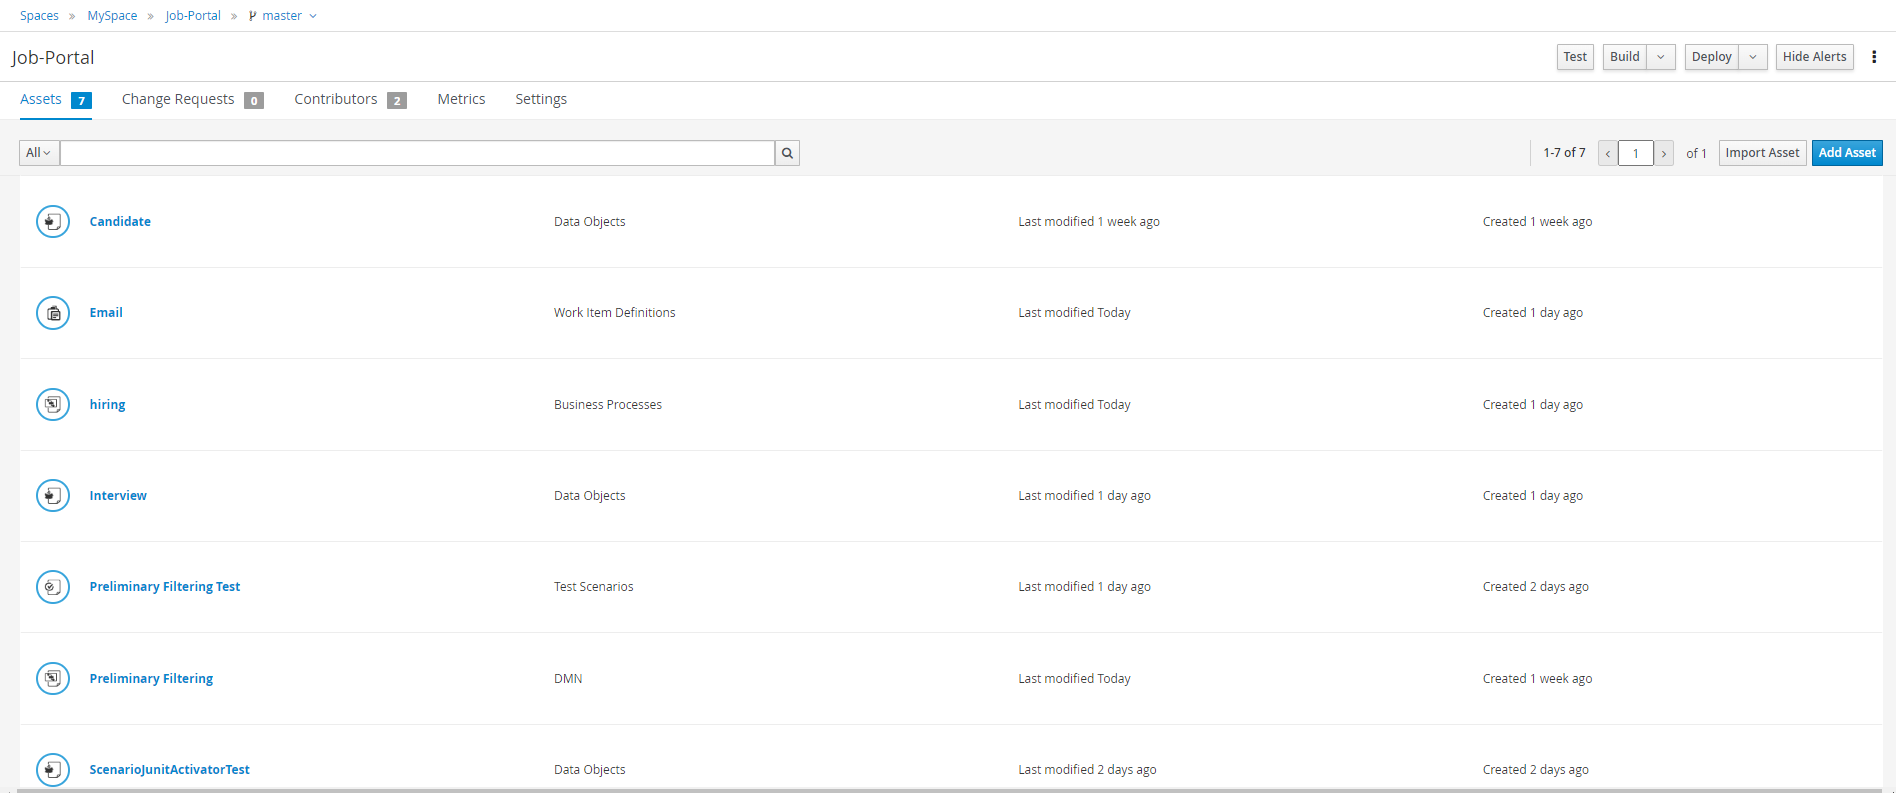 Spaces » MySpace » Job-Portal » master
Job-Portal
Test Build Deploy Hide Alerts
Assets 7 Change Requests 0 Contributors 2 Metrics Settings
All 1-7 of 7 1 of 1 Import Asset Add Asset
Candidate Data Objects Last modified 1 week ago Created 1 week ago
Email Work Item Definitions Last modified Today Created 1 day ago
hiring Business Processes Last modified Today Created 1 day ago
Interview Data Objects Last modified 1 day ago Created 1 day ago
Preliminary Filtering Test Test Scenarios Last modified 1 day ago Created 2 days ago
Preliminary Filtering DMN Last modified Today Created 1 week ago
ScenarioJunitActivatorTest Data Objects Last modified 2 days ago Created 2 days ago